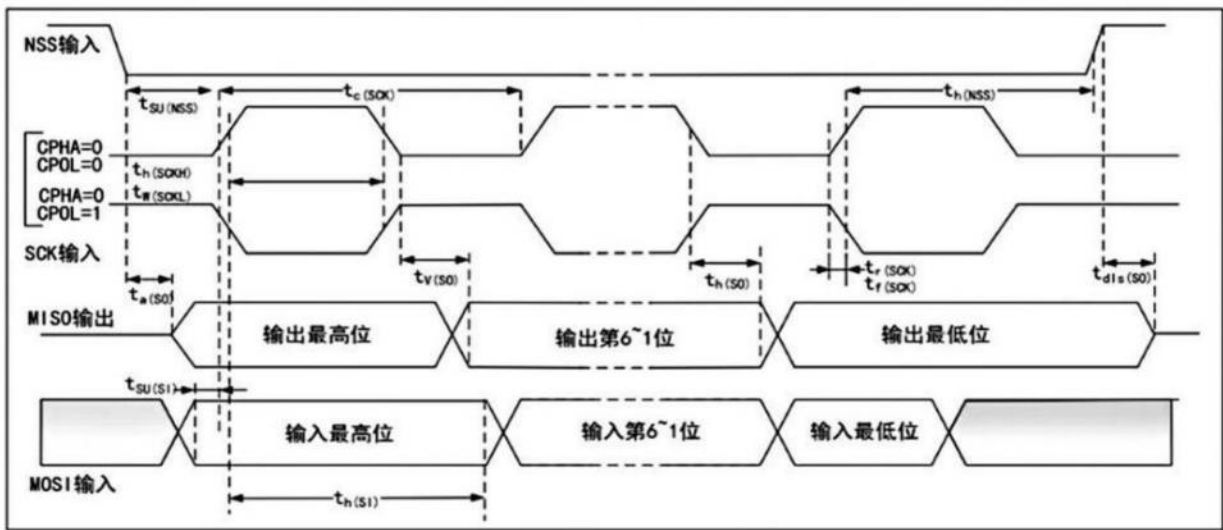 NSS输入
tSU(NSS)
tc(SCK)
th(NSS)
CPHA=0
CPOL=0
th(SCKH)
CPHA=0
tW(SCKL)
CPOL=1
SCK输入
ta(SO)
tV(SO)
th(SO)
tr(SCK)
tf(SCK)
tdis(SO)
MISO输出
输出最高位
输出第6~1位
输出最低位
tSU(SI)
输入最高位
输入第6~1位
输入最低位
MOSI输入
th(SI)